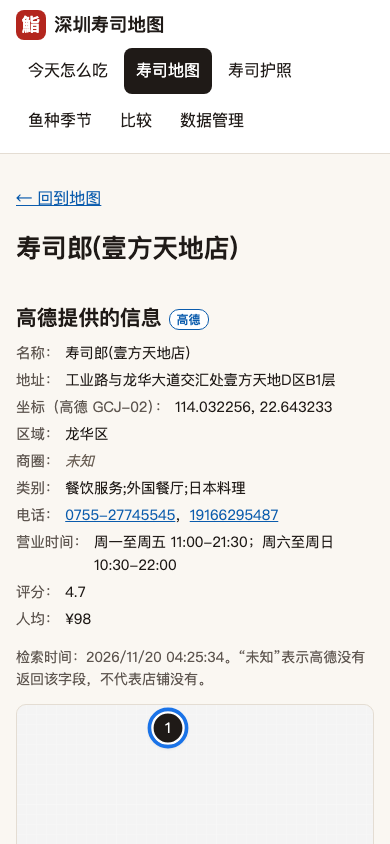 鮨 深圳寿司地图
今天怎么吃 寿司地图 寿司护照
鱼种季节 比较 数据管理
← 回到地图
寿司郎(壹方天地店)
高德提供的信息 高德
名称： 寿司郎(壹方天地店)
地址： 工业路与龙华大道交汇处壹方天地D区B1层
坐标（高德 GCJ-02）： 114.032256, 22.643233
区域： 龙华区
商圈： 未知
类别： 餐饮服务;外国餐厅;日本料理
电话： 0755-27745545，19166295487
营业时间： 周一至周五 11:00-21:30；周六至周日
10:30-22:00
评分： 4.7
人均： ¥98
检索时间：2026/11/20 04:25:34。“未知”表示高德没有
返回该字段，不代表店铺没有。
1